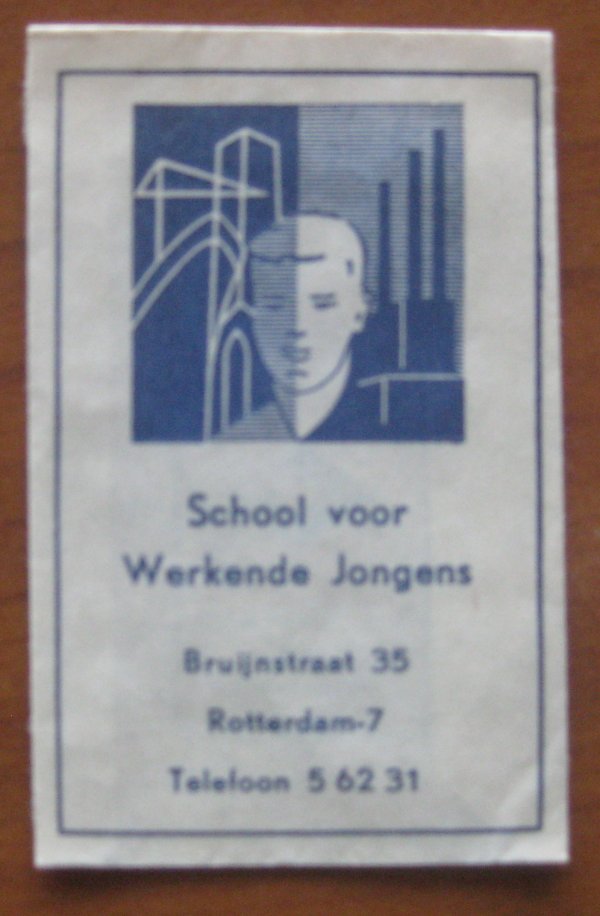 School voor
Werkende Jongens
Bruijnstraat 35
Rotterdam-7
Telefoon 5 62 31